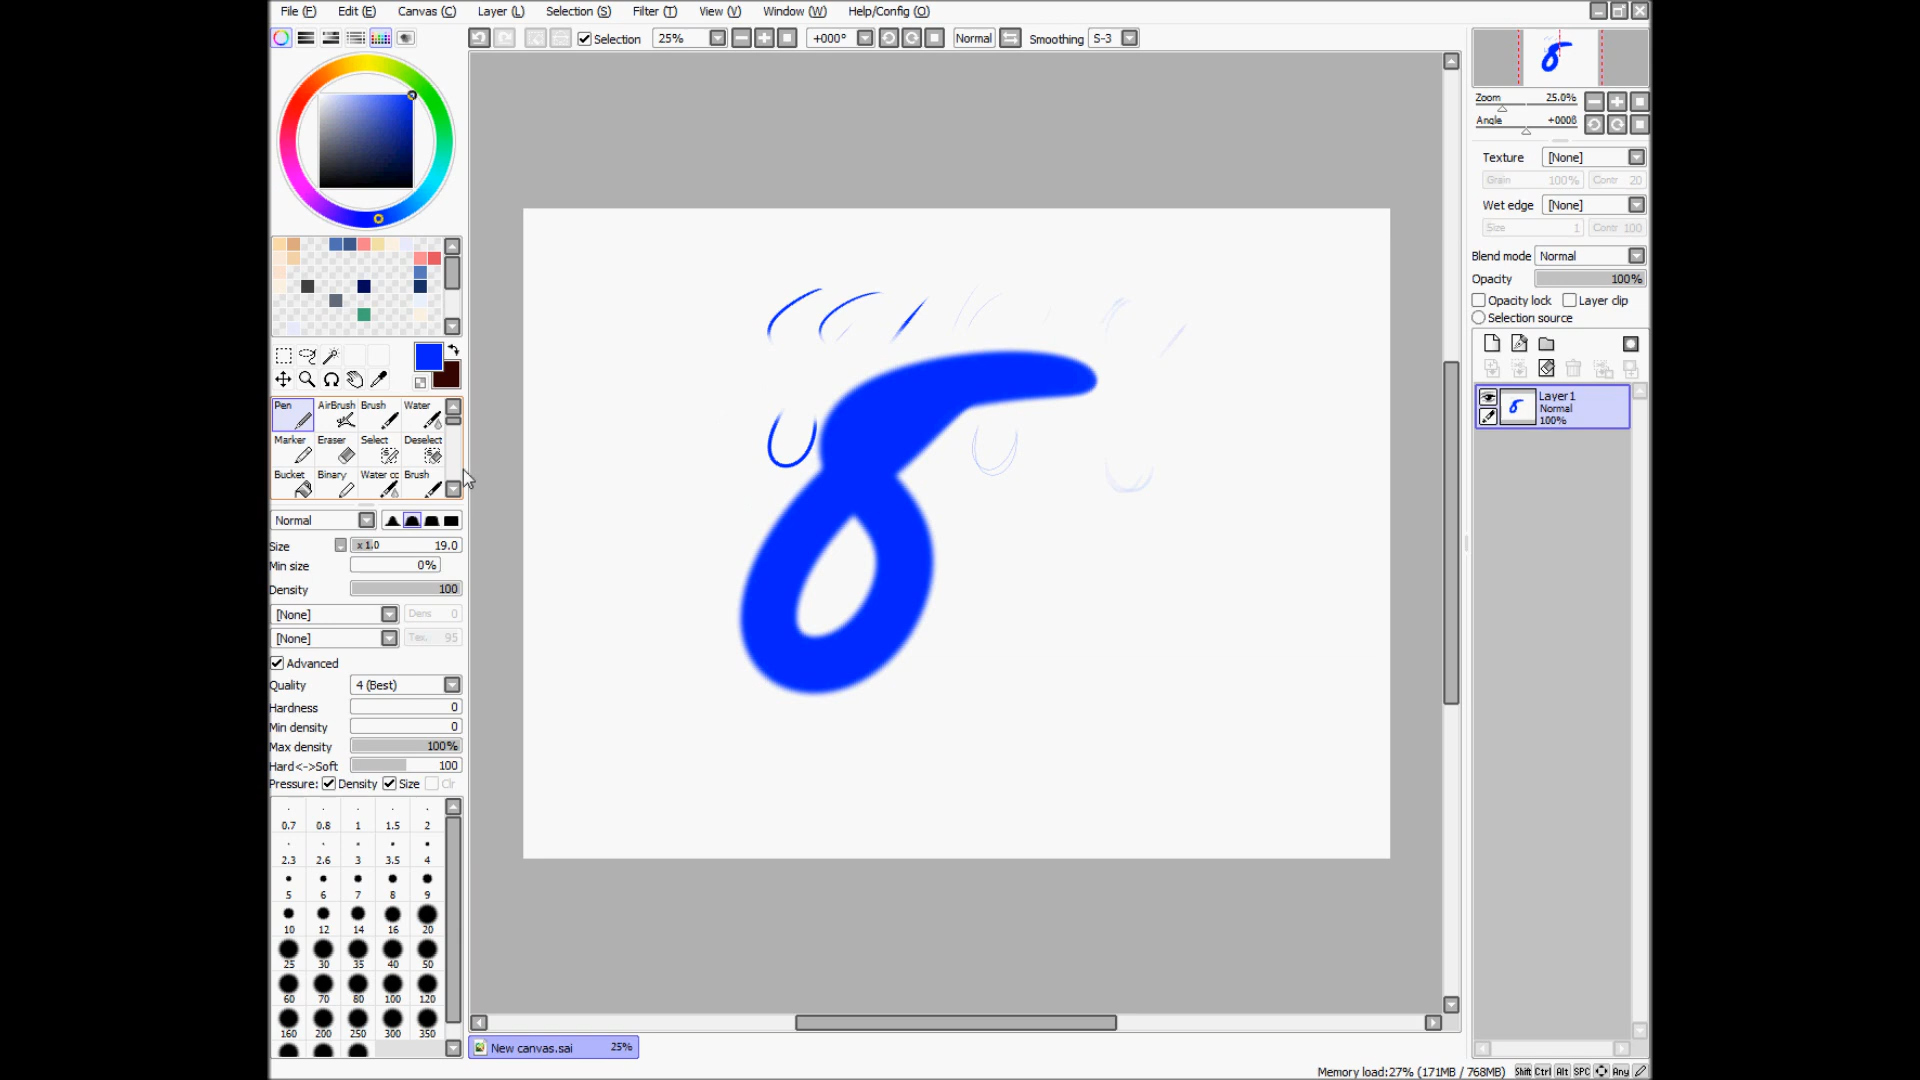 File (F) Edit (E) Canvas (C) Layer (L) Selection (S) Filter (T) View (V) Window (W) Help/Config (O)
Selection 25% +000° Normal Smoothing S-3
Zoom 25.0%
Angle +000ß
Texture [None]
Grain 100% Contr 20
Wet edge [None]
Size 1 Contr 100
Blend mode Normal
Opacity 100%
Opacity lock Layer clip
Selection source
Layer1
Normal
100%
Pen AirBrush Brush Water
Marker Eraser Select Deselect
Bucket Binary Water cc Brush
Normal
Size x 1.0 19.0
Min size 0%
Density 100
[None] Dens 0
[None] Tex. 95
Advanced
Quality 4 (Best)
Hardness 0
Min density 0
Max density 100%
Hard<->Soft 100
Pressure: Density Size Clr
0.7 0.8 1 1.5 2
2.3 2.6 3 3.5 4
5 6 7 8 9
10 12 14 16 20
25 30 35 40 50
60 70 80 100 120
160 200 250 300 350
8
New canvas.sai 25%
Memory load:27% (171MB / 768MB) Shift Ctrl Alt SPC Any